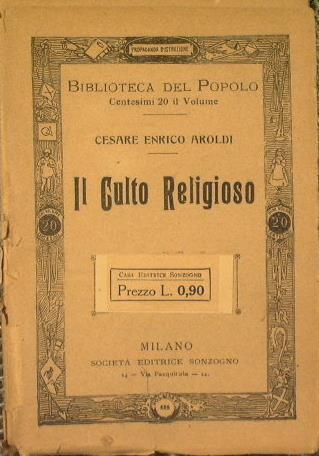 PROPAGANDA D'ISTRUZIONE
BIBLIOTECA DEL POPOLO
Centesimi 20 il Volume
CESARE ENRICO AROLDI
Il Culto Religioso
20
20
CASA EDITRICE SONZOGNO
Prezzo L. 0,90
MILANO
SOCIETÀ EDITRICE SONZOGNO
14 — Via Pasquirolo — 14.